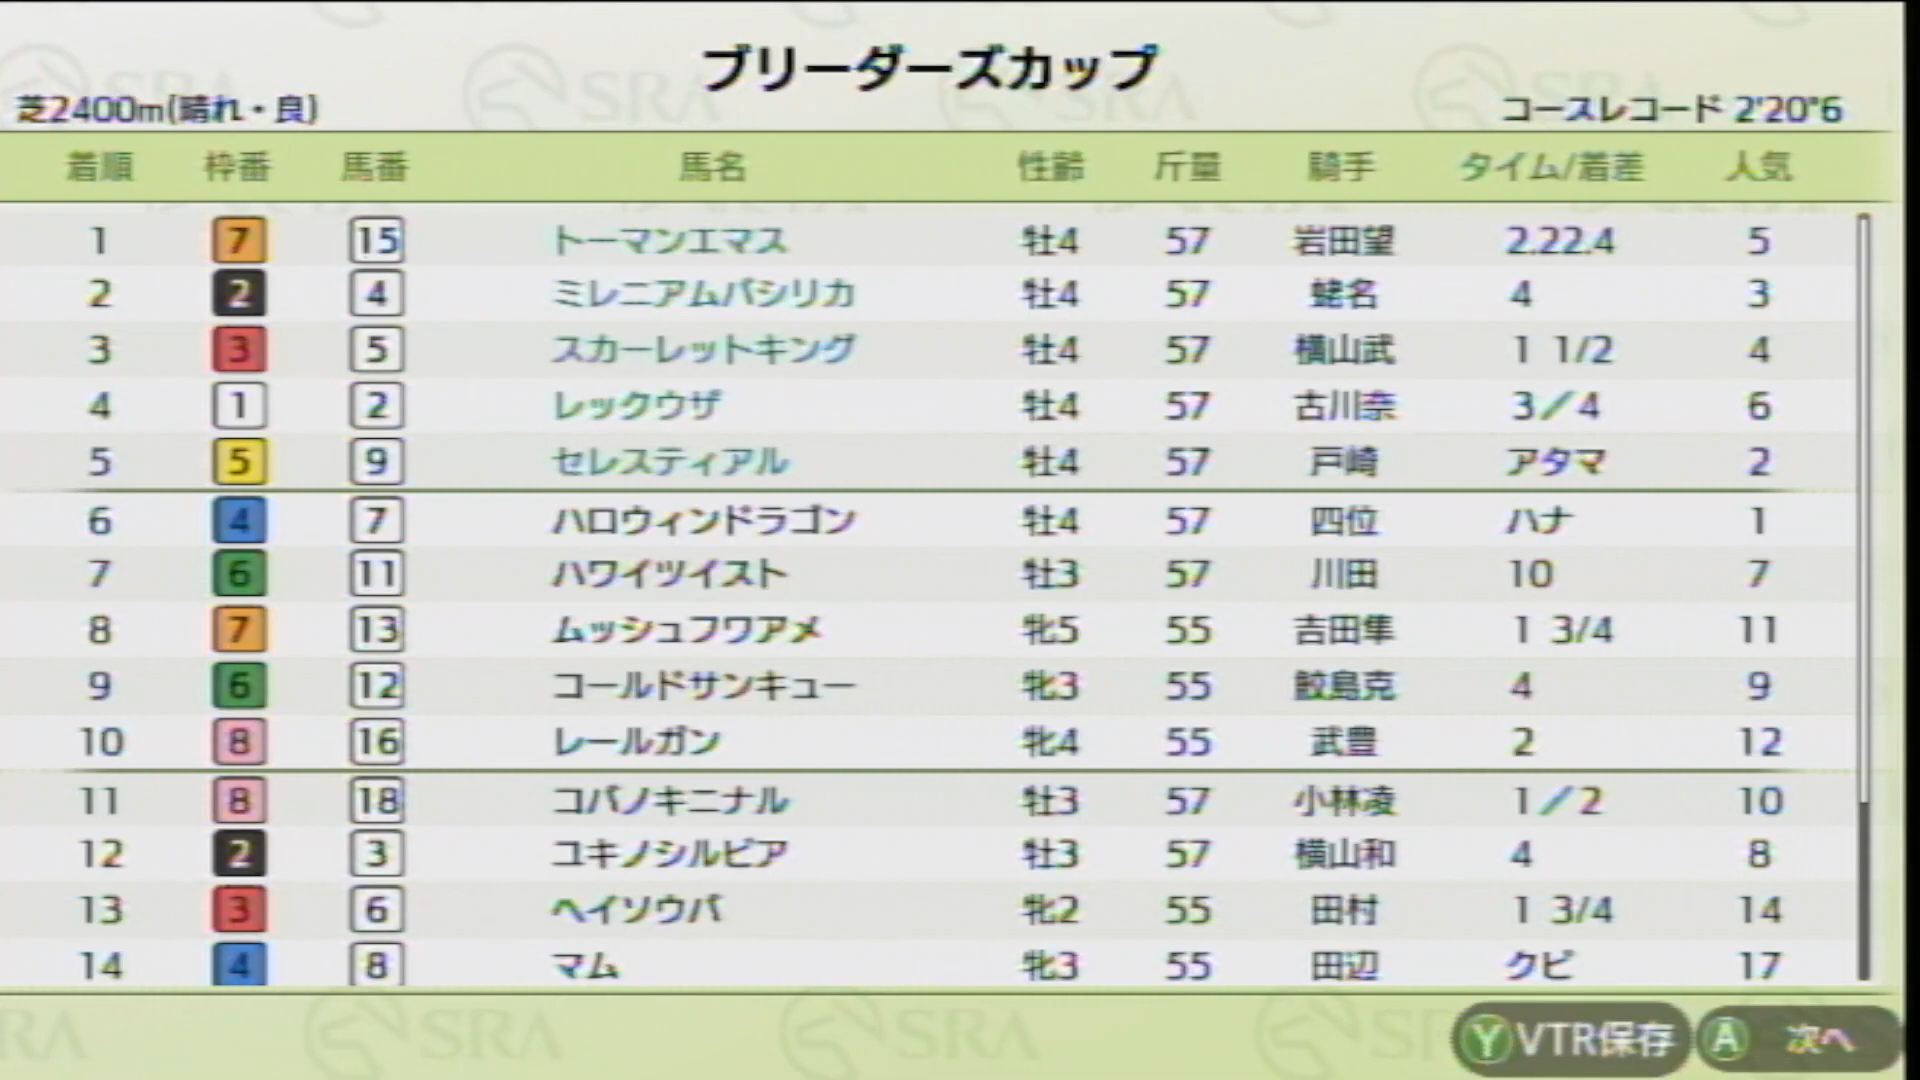 ブリーダーズカップ
芝2400m(晴れ・良)
コースレコード 2'20"6
着順 枠番 馬番 馬名 性齢 斤量 騎手 タイム/着差 人気
1 7 15 トーマンエマス 牡4 57 岩田望 2.22.4 5
2 2 4 ミレニアムバシリカ 牡4 57 蛯名 4 3
3 3 5 スカーレットキング 牡4 57 横山武 1 1/2 4
4 1 2 レックウザ 牡4 57 古川奈 3/4 6
5 5 9 セレスティアル 牡4 57 戸崎 アタマ 2
6 4 7 ハロウィンドラゴン 牡4 57 四位 ハナ 1
7 6 11 ハワイツイスト 牡3 57 川田 10 7
8 7 13 ムッシュフワアメ 牝5 55 吉田隼 1 3/4 11
9 6 12 コールドサンキュー 牝3 55 鮫島克 4 9
10 8 16 レールガン 牝4 55 武豊 2 12
11 8 18 コパノキニナル 牡3 57 小林凌 1/2 10
12 2 3 ユキノシルビア 牡3 57 横山和 4 8
13 3 6 ヘイソウバ 牝2 55 田村 1 3/4 14
14 4 8 マム 牝3 55 田辺 クビ 17
SRA
Y VTR保存 A 次へ